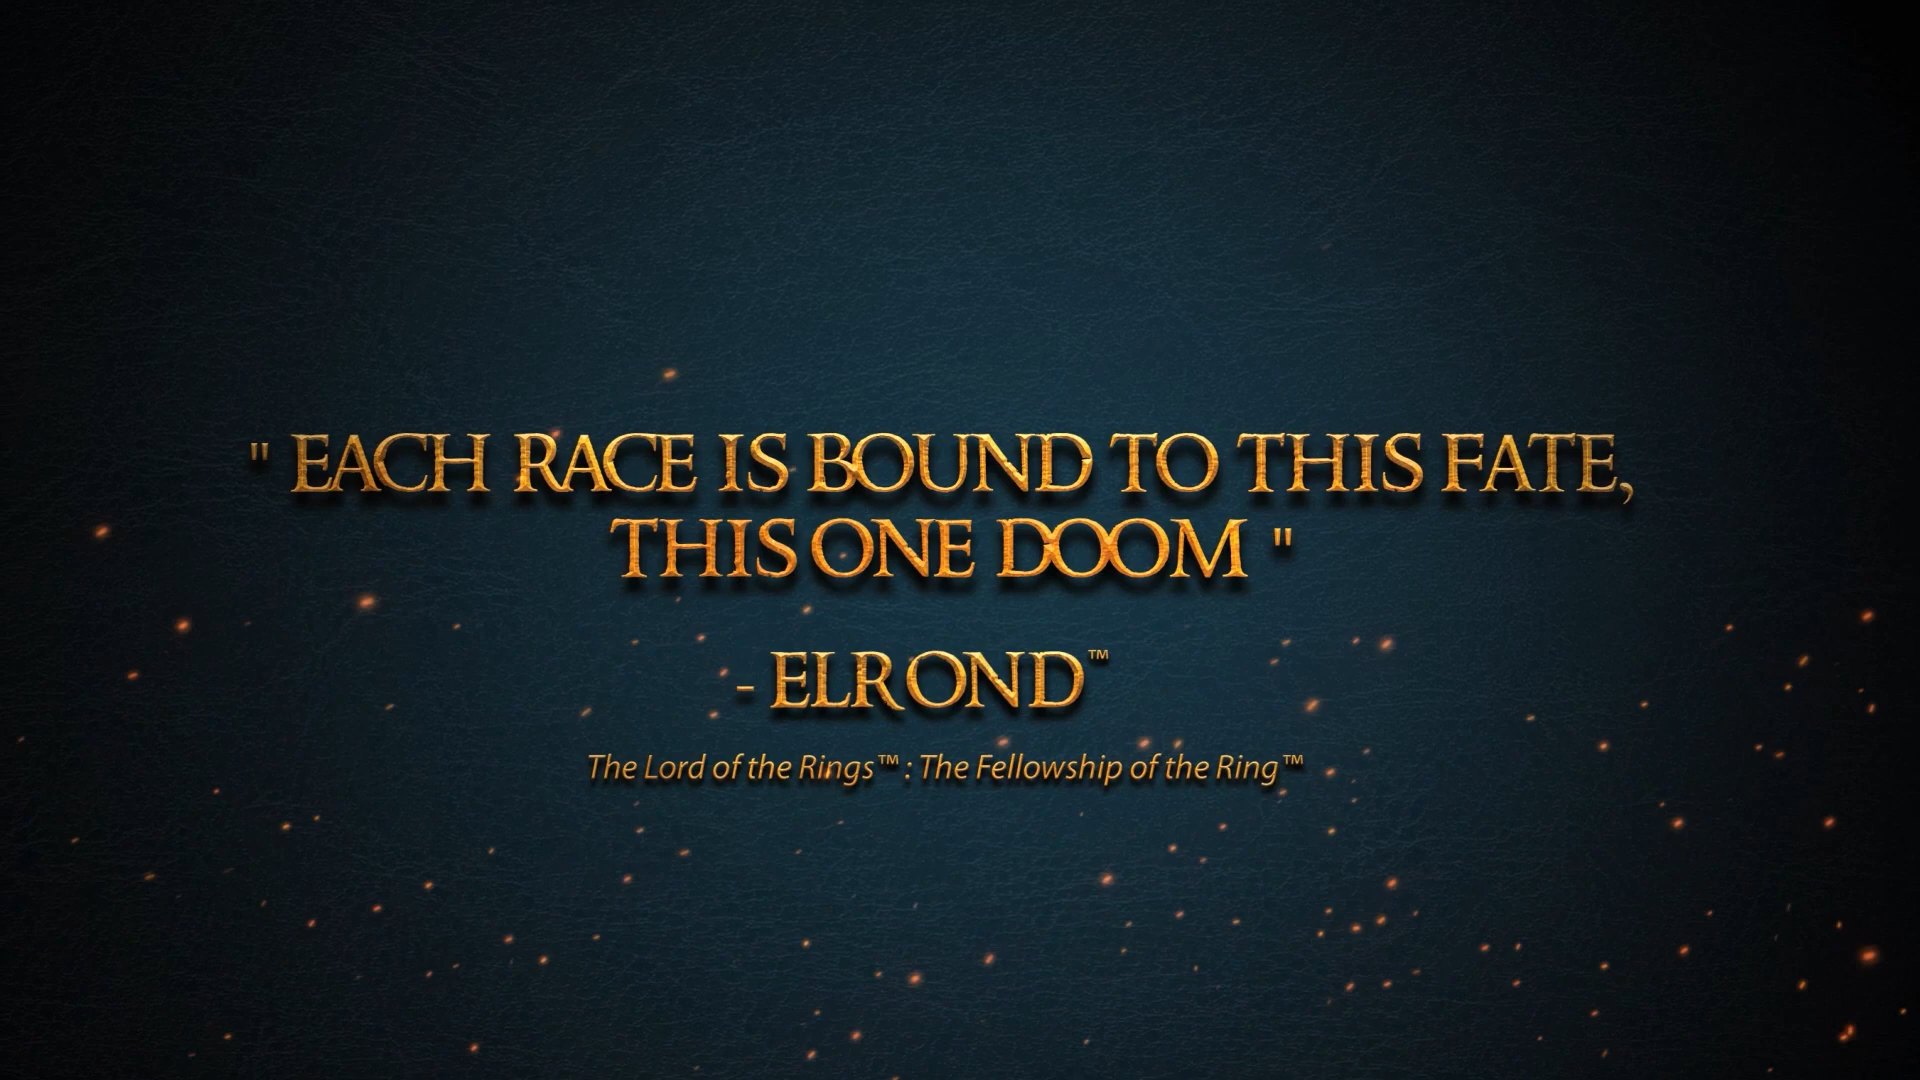 " EACH RACE IS BOUND TO THIS FATE,
THIS ONE DOOM "
- ELROND™
The Lord of the Rings™ : The Fellowship of the Ring™